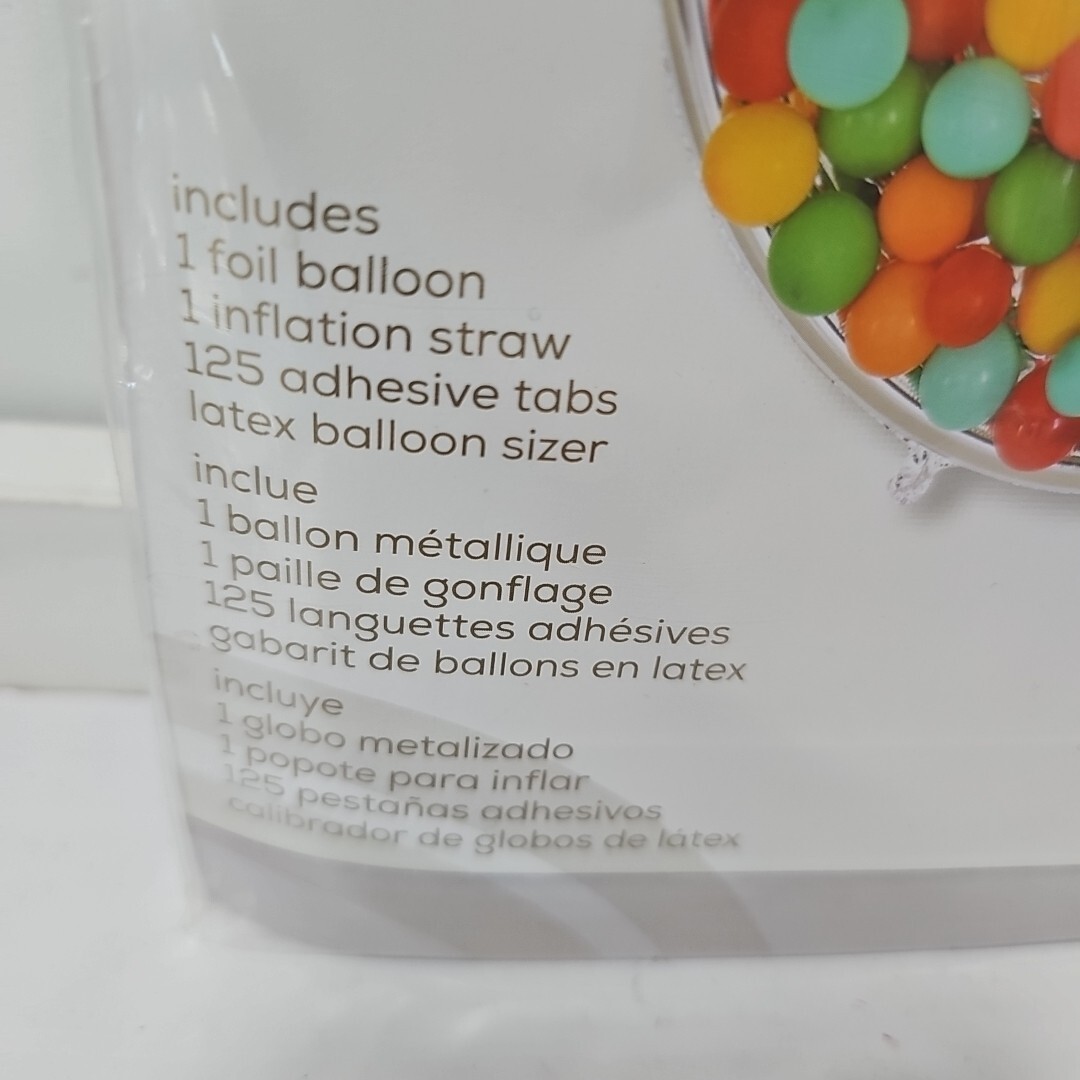 includes
1 foil balloon
1 inflation straw
125 adhesive tabs
latex balloon sizer
inclue
1 ballon métallique
1 paille de gonflage
125 languettes adhésives
gabarit de ballons en latex
incluye
1 globo metalizado
1 popote para inflar
125 pestañas adhesivos
calibrador de globos de látex